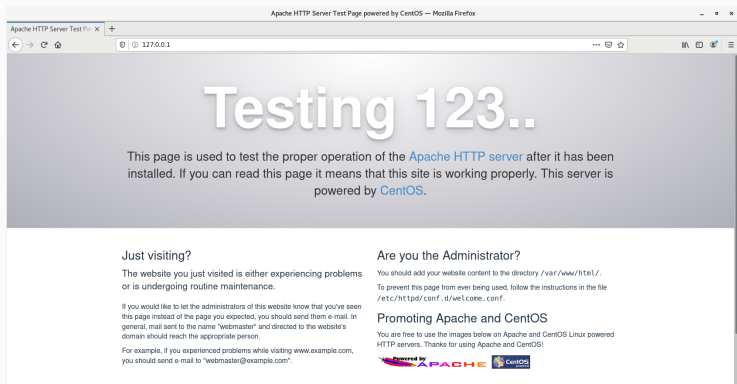 Apache HTTP Server Test Page powered by CentOS — Mozilla Firefox
Apache HTTP Server Test Pa
127.0.0.1
Testing 123..
This page is used to test the proper operation of the Apache HTTP server after it has been
installed. If you can read this page it means that this site is working properly. This server is
powered by CentOS.
Just visiting?
The website you just visited is either experiencing problems
or is undergoing routine maintenance.
If you would like to let the administrators of this website know that you've seen
this page instead of the page you expected, you should send them e-mail. In
general, mail sent to the name "webmaster" and directed to the website's
domain should reach the appropriate person.
For example, if you experienced problems while visiting www.example.com,
you should send e-mail to "webmaster@example.com".
Are you the Administrator?
You should add your website content to the directory /var/www/html/.
To prevent this page from ever being used, follow the instructions in the file
/etc/httpd/conf.d/welcome.conf.
Promoting Apache and CentOS
You are free to use the images below on Apache and CentOS Linux powered
HTTP servers. Thanks for using Apache and CentOS!
Powered by
APACHE
CentOS